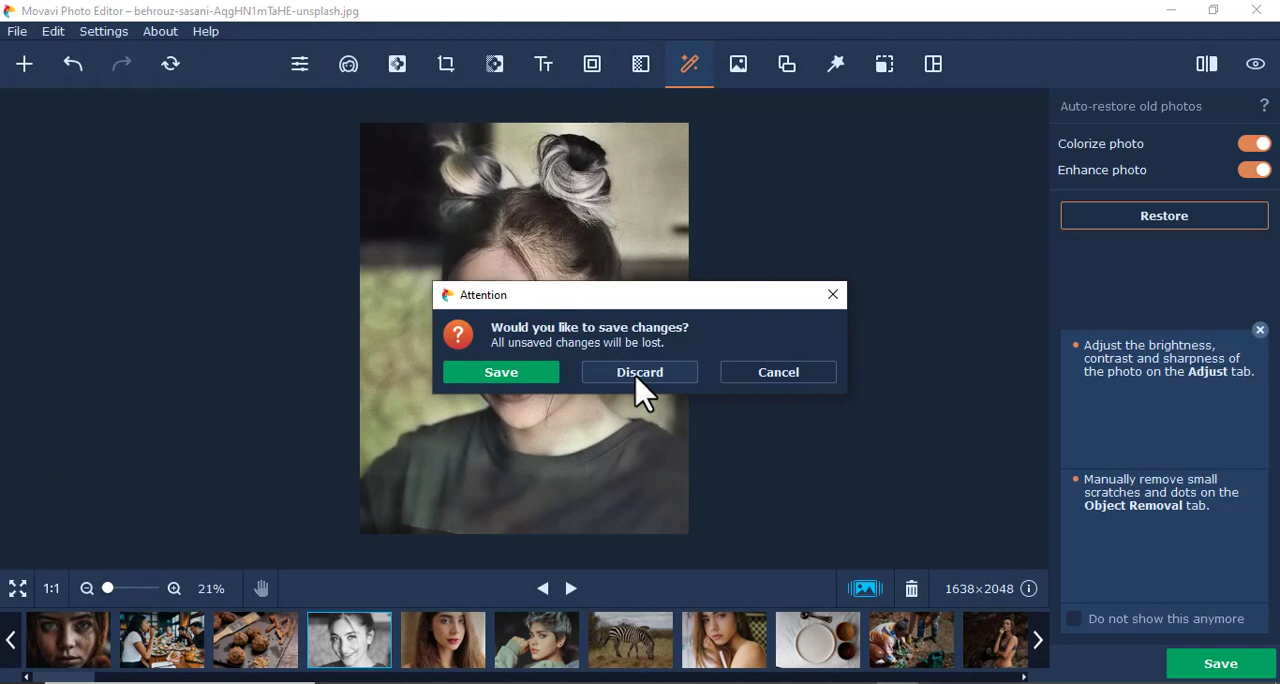 Movavi Photo Editor – behrouz-sasani-AqgHN1mTaHE-unsplash.jpg
File Edit Settings About Help
Auto-restore old photos ?
Colorize photo
Enhance photo
Restore
Attention
Would you like to save changes?
All unsaved changes will be lost.
Save Discard Cancel
Adjust the brightness,
contrast and sharpness of
the photo on the Adjust tab.
Manually remove small
scratches and dots on the
Object Removal tab.
Do not show this anymore
1:1 21% 1638×2048
Save